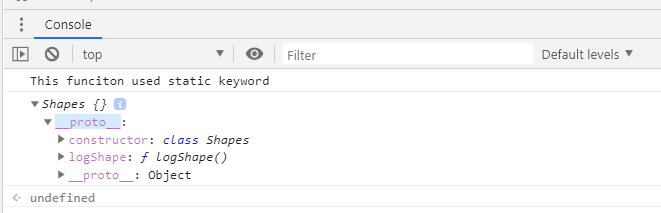 Console
top
Filter
Default levels
This funciton used static keyword
Shapes {} i
__proto__:
constructor: class Shapes
logShape: ƒ logShape()
__proto__: Object
undefined